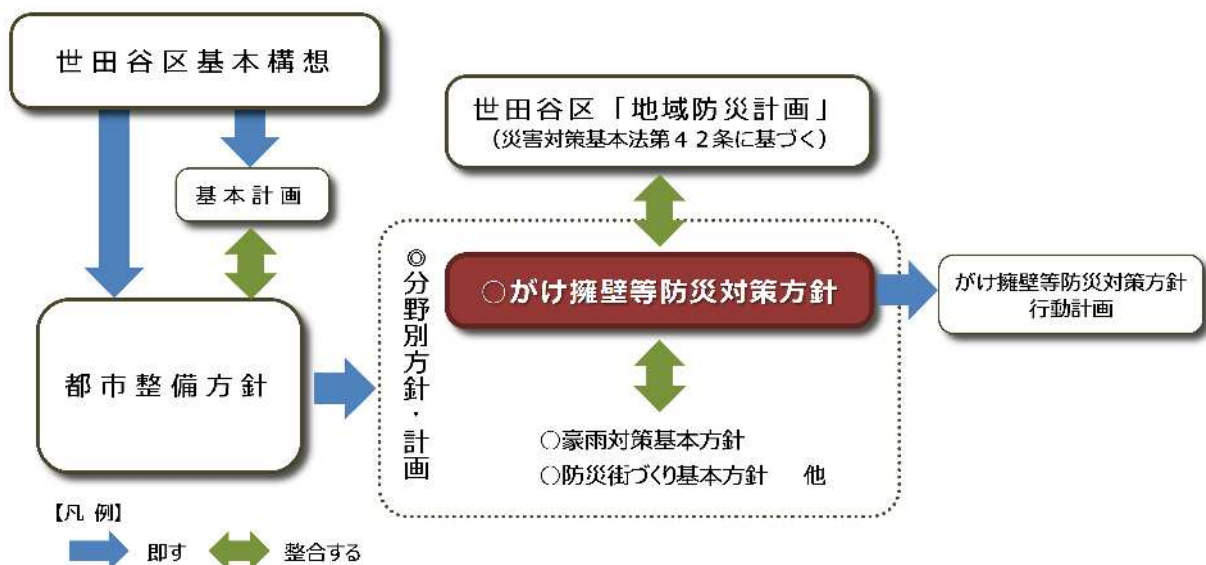 世田谷区基本構想
世田谷区「地域防災計画」
（災害対策基本法第42条に基づく）
基本計画
◎分野別方針・計画
○がけ擁壁等防災対策方針
がけ擁壁等防災対策方針
行動計画
都市整備方針
○豪雨対策基本方針
○防災街づくり基本方針　他
【凡 例】
即す
整合する